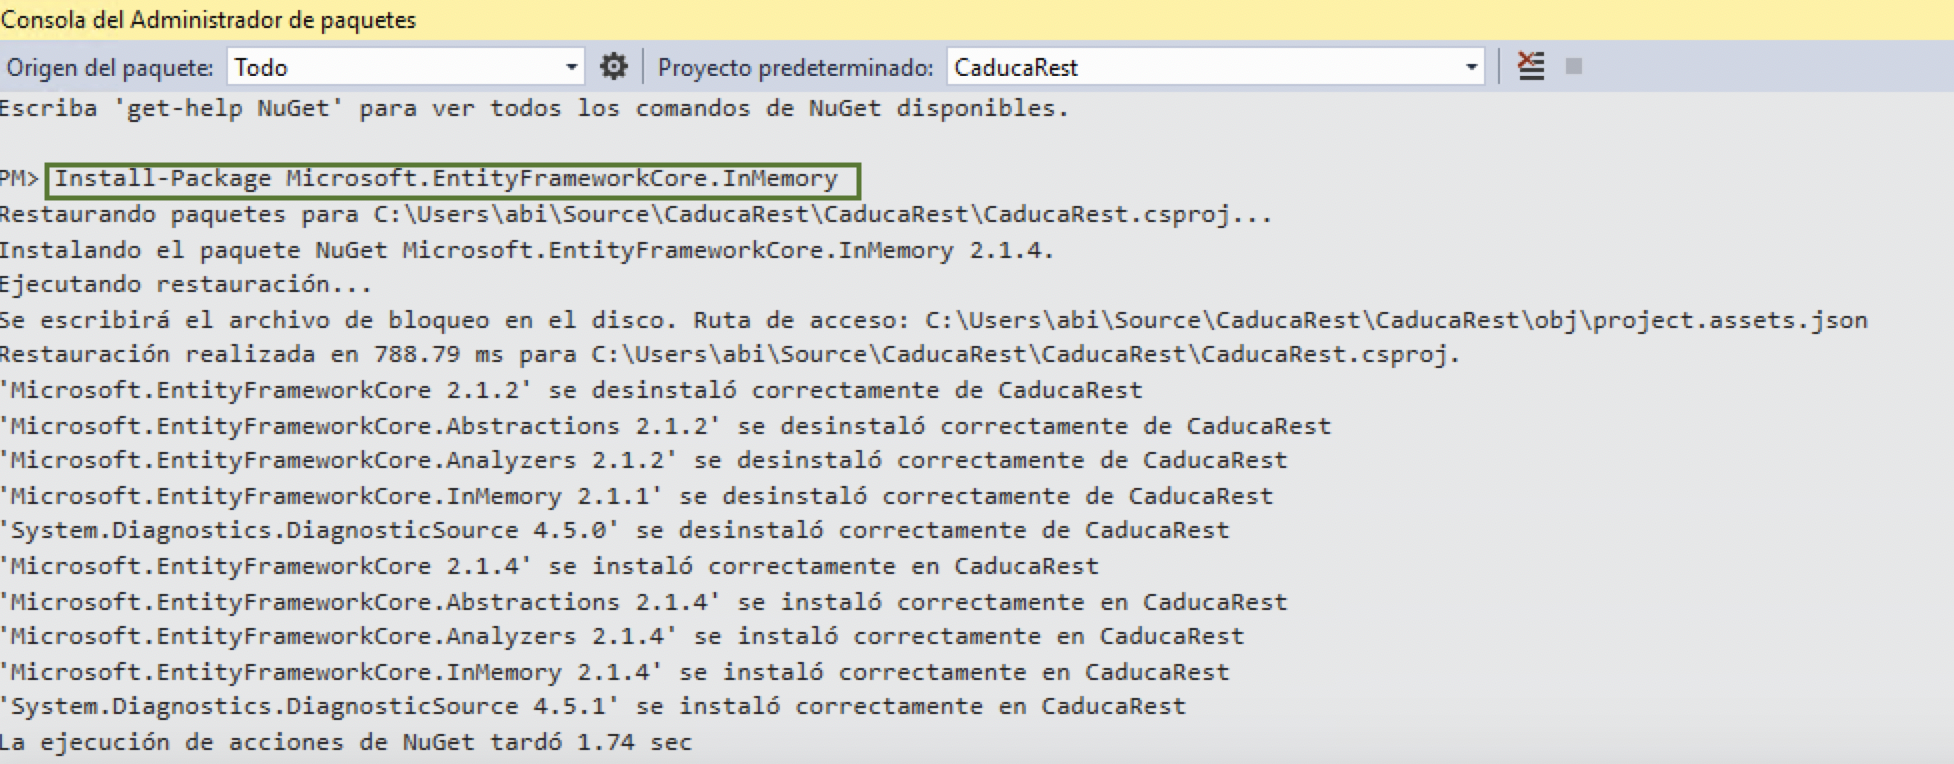 Consola del Administrador de paquetes
Origen del paquete: Todo Proyecto predeterminado: CaducaRest
Escriba 'get-help NuGet' para ver todos los comandos de NuGet disponibles.
PM> Install-Package Microsoft.EntityFrameworkCore.InMemory
Restaurando paquetes para C:\Users\abi\Source\CaducaRest\CaducaRest\CaducaRest.csproj...
Instalando el paquete NuGet Microsoft.EntityFrameworkCore.InMemory 2.1.4.
Ejecutando restauración...
Se escribirá el archivo de bloqueo en el disco. Ruta de acceso: C:\Users\abi\Source\CaducaRest\CaducaRest\obj\project.assets.json
Restauración realizada en 788.79 ms para C:\Users\abi\Source\CaducaRest\CaducaRest\CaducaRest.csproj.
'Microsoft.EntityFrameworkCore 2.1.2' se desinstaló correctamente de CaducaRest
'Microsoft.EntityFrameworkCore.Abstractions 2.1.2' se desinstaló correctamente de CaducaRest
'Microsoft.EntityFrameworkCore.Analyzers 2.1.2' se desinstaló correctamente de CaducaRest
'Microsoft.EntityFrameworkCore.InMemory 2.1.1' se desinstaló correctamente de CaducaRest
'System.Diagnostics.DiagnosticSource 4.5.0' se desinstaló correctamente de CaducaRest
'Microsoft.EntityFrameworkCore 2.1.4' se instaló correctamente en CaducaRest
'Microsoft.EntityFrameworkCore.Abstractions 2.1.4' se instaló correctamente en CaducaRest
'Microsoft.EntityFrameworkCore.Analyzers 2.1.4' se instaló correctamente en CaducaRest
'Microsoft.EntityFrameworkCore.InMemory 2.1.4' se instaló correctamente en CaducaRest
'System.Diagnostics.DiagnosticSource 4.5.1' se instaló correctamente en CaducaRest
La ejecución de acciones de NuGet tardó 1.74 sec